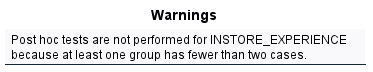 Warnings
Post hoc tests are not performed for INSTORE_EXPERIENCE
because at least one group has fewer than two cases.